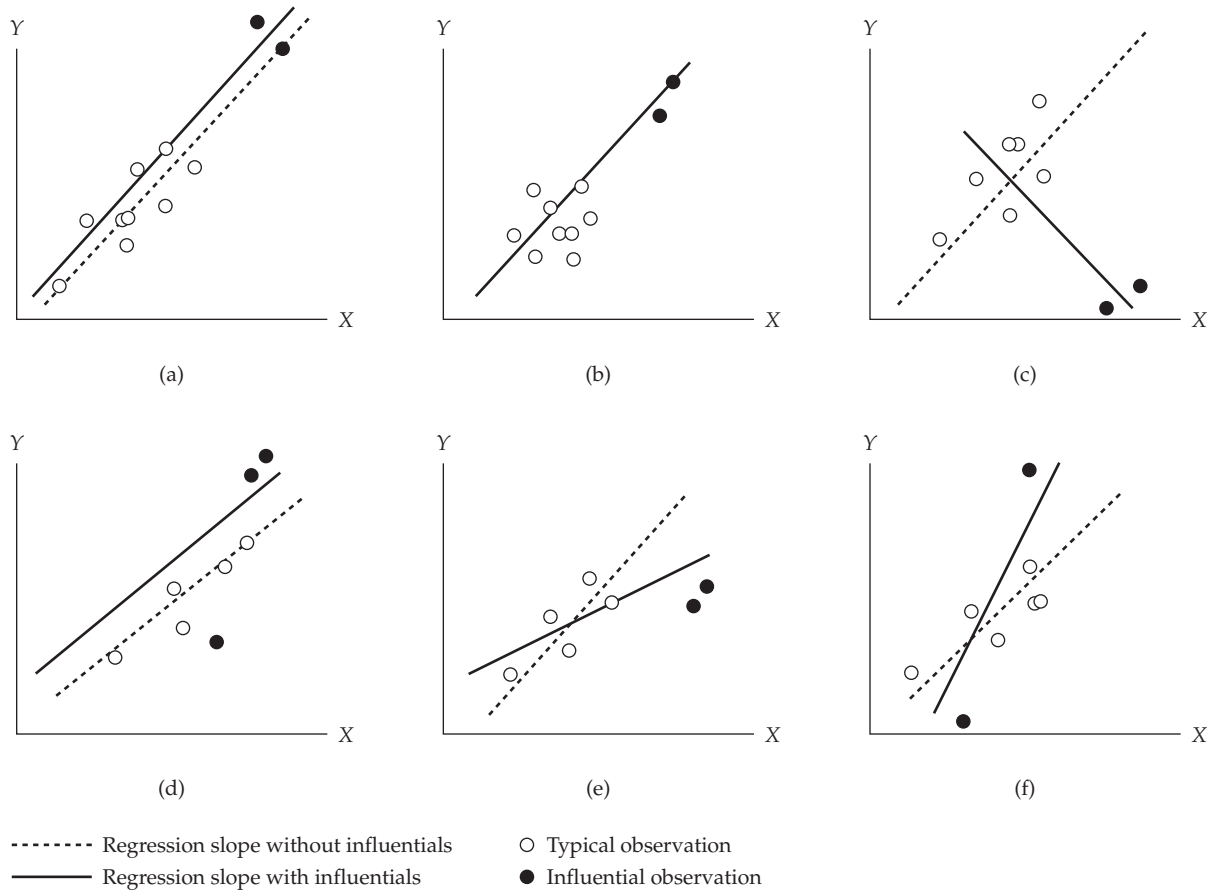 Y Y Y
X X X
(a) (b) (c)
Y Y Y
X X X
(d) (e) (f)
Regression slope without influentials Typical observation
Regression slope with influentials Influential observation